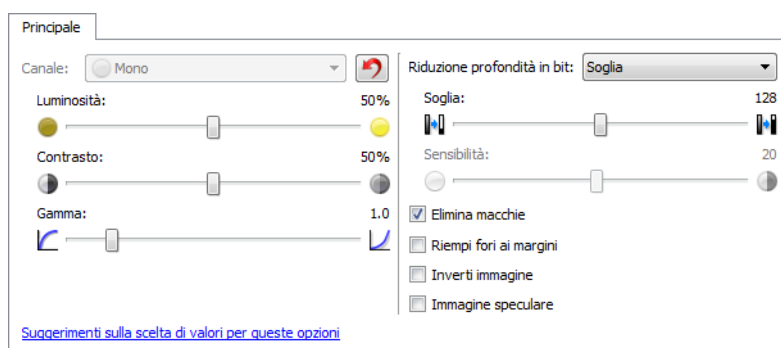 Principale
Canale: Mono
Luminosità: 50%
Contrasto: 50%
Gamma: 1.0
Suggerimenti sulla scelta di valori per queste opzioni
Riduzione profondità in bit: Soglia
Soglia: 128
Sensibilità: 20
Elimina macchie
Riempi fori ai margini
Inverti immagine
Immagine speculare